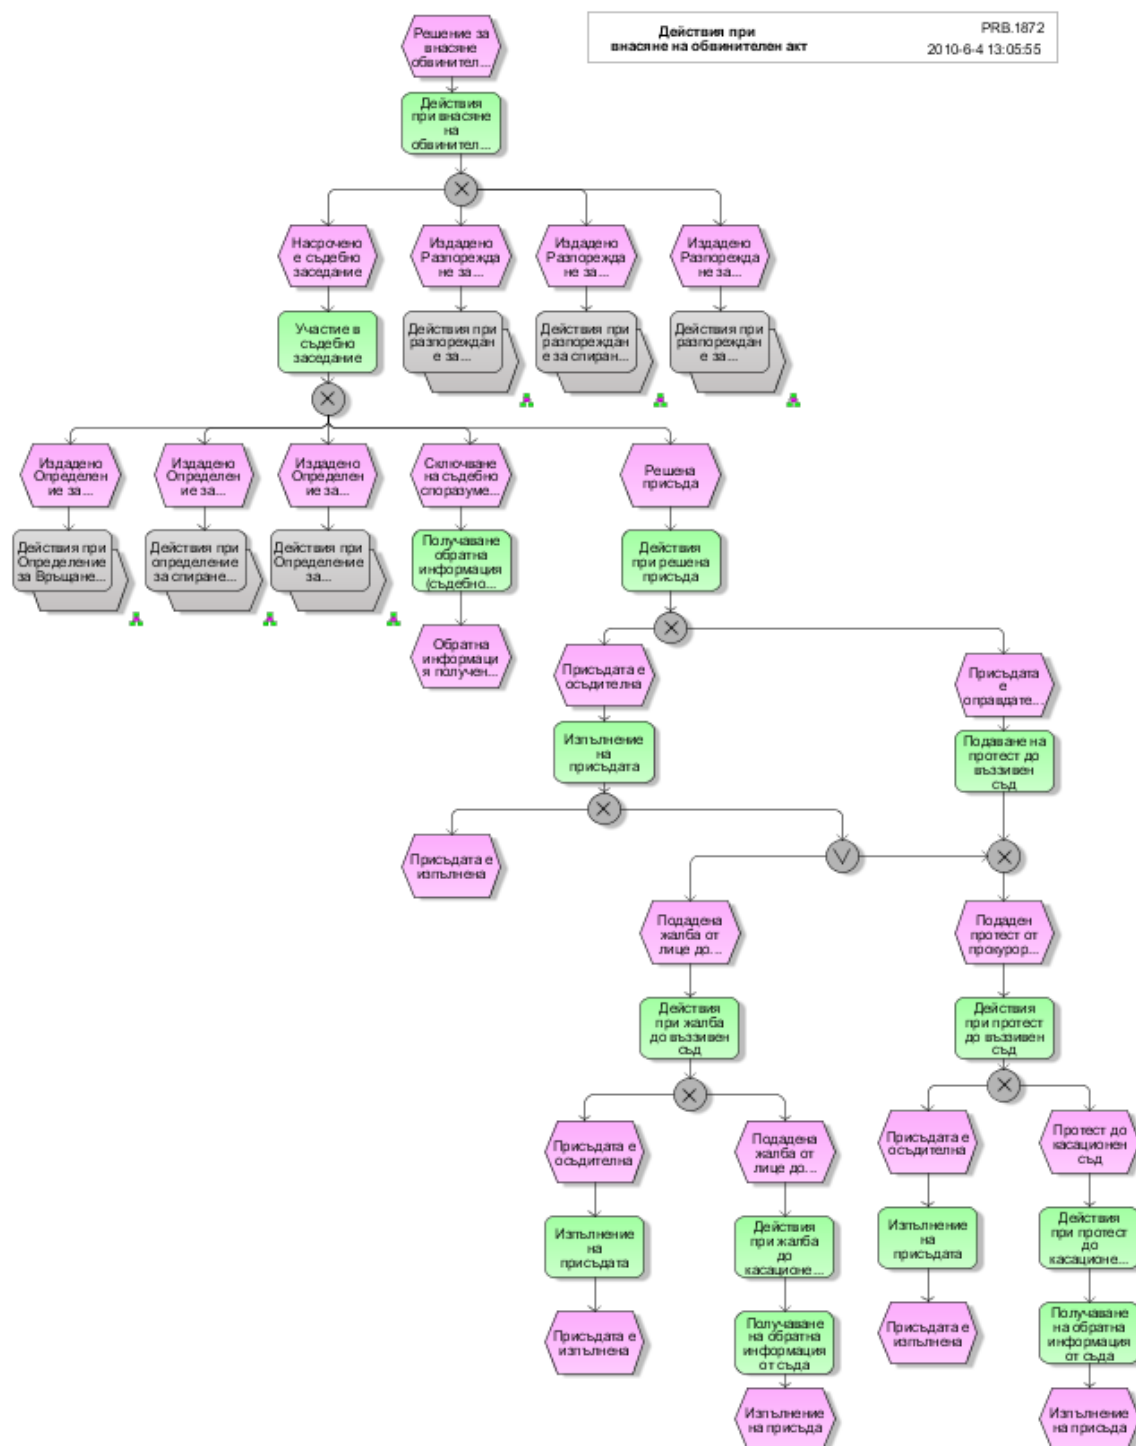 Действия при
внасяне на обвинителен акт
PRB.1872
2010-6-4 13:05:55
Решение за
внасяне
обвинител...
Действия
при внасяне
на
обвинител...
Насрочено
е съдебно
заседание
Издадено
Разпорежда
не за...
Издадено
Разпорежда
не за...
Издадено
Разпорежда
не за...
Участие в
съдебно
заседание
Действия при
разпореждан
е за...
Действия при
разпореждан
е за спиран...
Действия при
разпореждан
е за...
Издадено
Определен
ие за...
Издадено
Определен
ие за...
Издадено
Определен
ие за...
Сключване
на съдебно
споразуме...
Решена
присъда
Действия при
Определение
за Връщане...
Действия при
определение
за спиране...
Действия при
Определение
за...
Получаване
обратна
информация
(съдебно...
Действия
при решена
присъда
Обратна
информаци
я получен...
Присъдата е
осъдителна
Присъдата
е
оправдате...
Изпълнение
на
присъдата
Подаване на
протест до
въззивен
съд
Присъдата е
изпълнена
Подадена
жалба от
лице до...
Подаден
протест от
прокурор...
Действия
при жалба
до въззивен
съд
Действия
при протест
до въззивен
съд
Присъдата е
осъдителна
Подадена
жалба от
лице до...
Присъдата е
осъдителна
Протест до
касационен
съд
Изпълнение
на
присъдата
Действия
при жалба
до
касационе...
Изпълнение
на
присъдата
Действия
при протест
до
касационе...
Присъдата е
изпълнена
Получаване
на обратна
информация
от съда
Присъдата е
изпълнена
Получаване
на обратна
информация
от съда
Изпълнение
на присъда
Изпълнение
на присъда